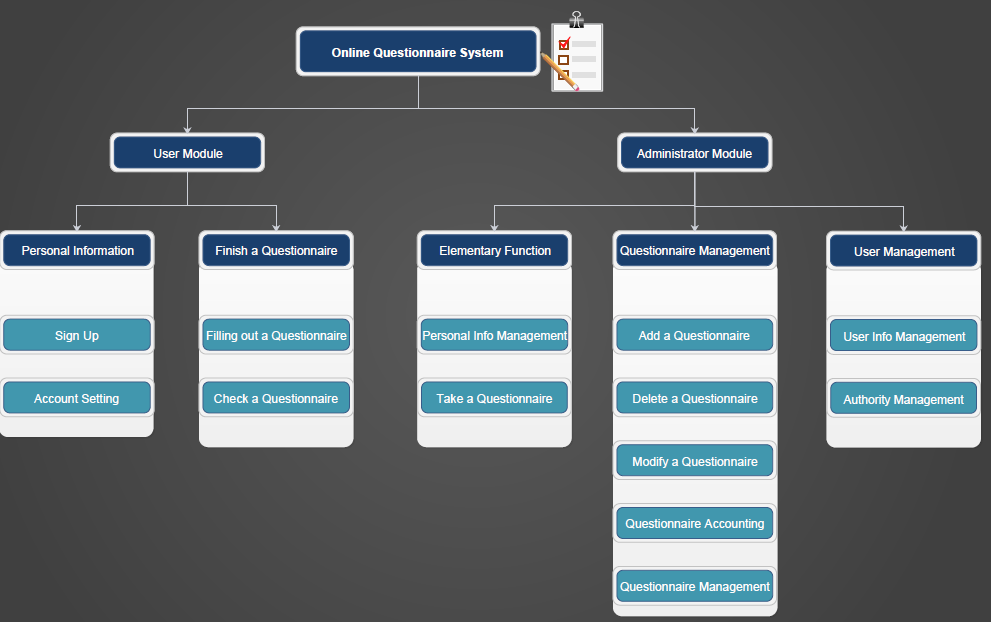 Online Questionnaire System
User Module
Administrator Module
Personal Information
Finish a Questionnaire
Elementary Function
Questionnaire Management
User Management
Sign Up
Filling out a Questionnaire
Personal Info Management
Add a Questionnaire
User Info Management
Account Setting
Check a Questionnaire
Take a Questionnaire
Delete a Questionnaire
Authority Management
Modify a Questionnaire
Questionnaire Accounting
Questionnaire Management